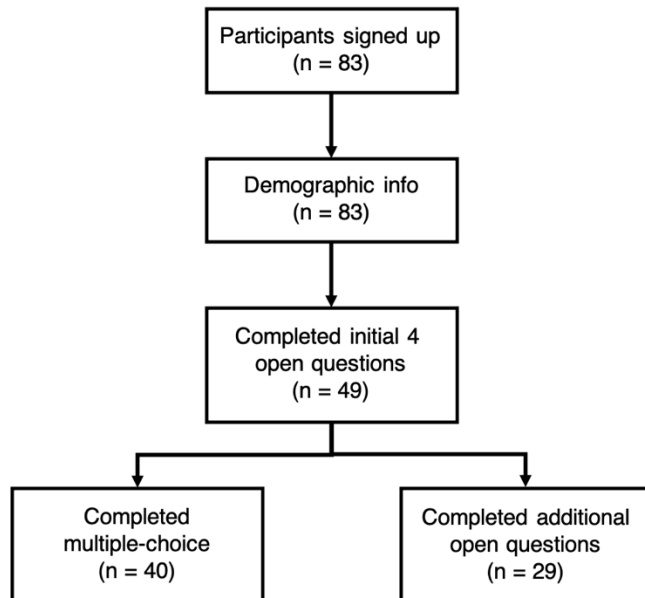 Participants signed up
(n = 83)
Demographic info
(n = 83)
Completed initial 4
open questions
(n = 49)
Completed
multiple-choice
(n = 40)
Completed additional
open questions
(n = 29)